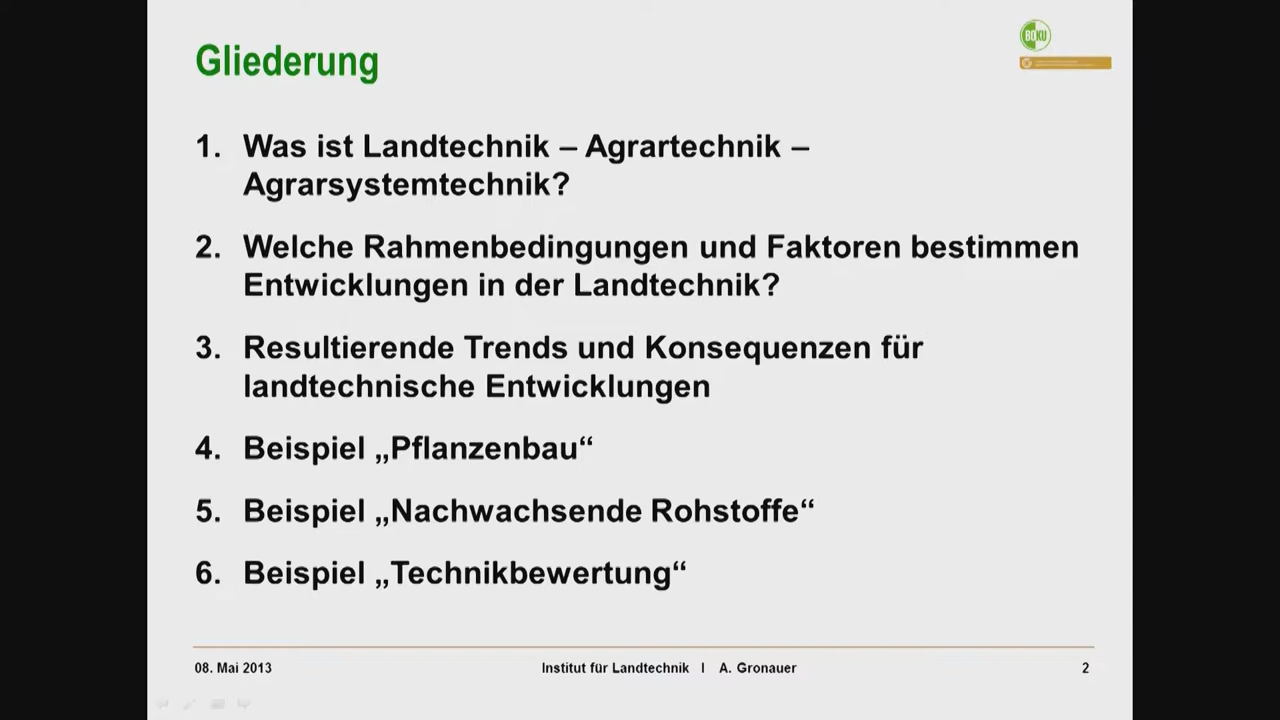 Gliederung
BOKU
1. Was ist Landtechnik – Agrartechnik –
Agrarsystemtechnik?
2. Welche Rahmenbedingungen und Faktoren bestimmen
Entwicklungen in der Landtechnik?
3. Resultierende Trends und Konsequenzen für
landtechnische Entwicklungen
4. Beispiel „Pflanzenbau“
5. Beispiel „Nachwachsende Rohstoffe“
6. Beispiel „Technikbewertung“
08. Mai 2013 Institut für Landtechnik I A. Gronauer 2